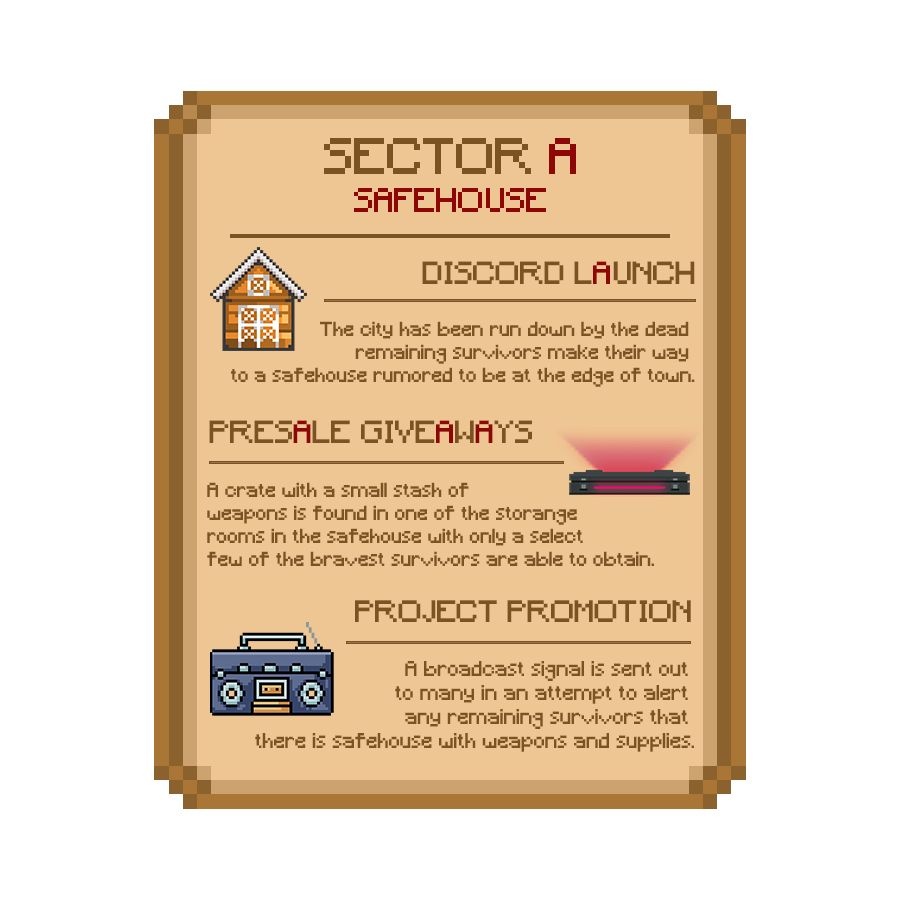 SECTOR A
SAFEHOUSE
DISCORD LAUNCH
The city has been run down by the dead
remaining survivors make their way
to a safehouse rumored to be at the edge of town.
PRESALE GIVEAWAYS
A crate with a small stash of
weapons is found in one of the storange
rooms in the safehouse with only a select
few of the bravest survivors are able to obtain.
PROJECT PROMOTION
A broadcast signal is sent out
to many in an attempt to alert
any remaining survivors that
there is safehouse with weapons and supplies.